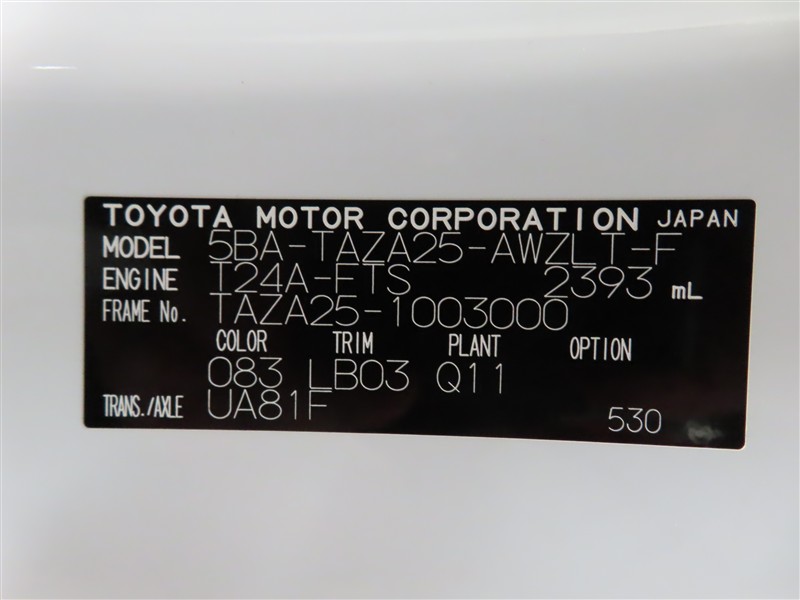 TOYOTA MOTOR CORPORATION JAPAN
MODEL 5BA-TAZA25-AWZLT-F
ENGINE T24A-FTS 2393 mL
FRAME No. TAZA25-1003000
COLOR TRIM PLANT OPTION
083 LB03 Q11
TRANS./AXLE UA81F
530